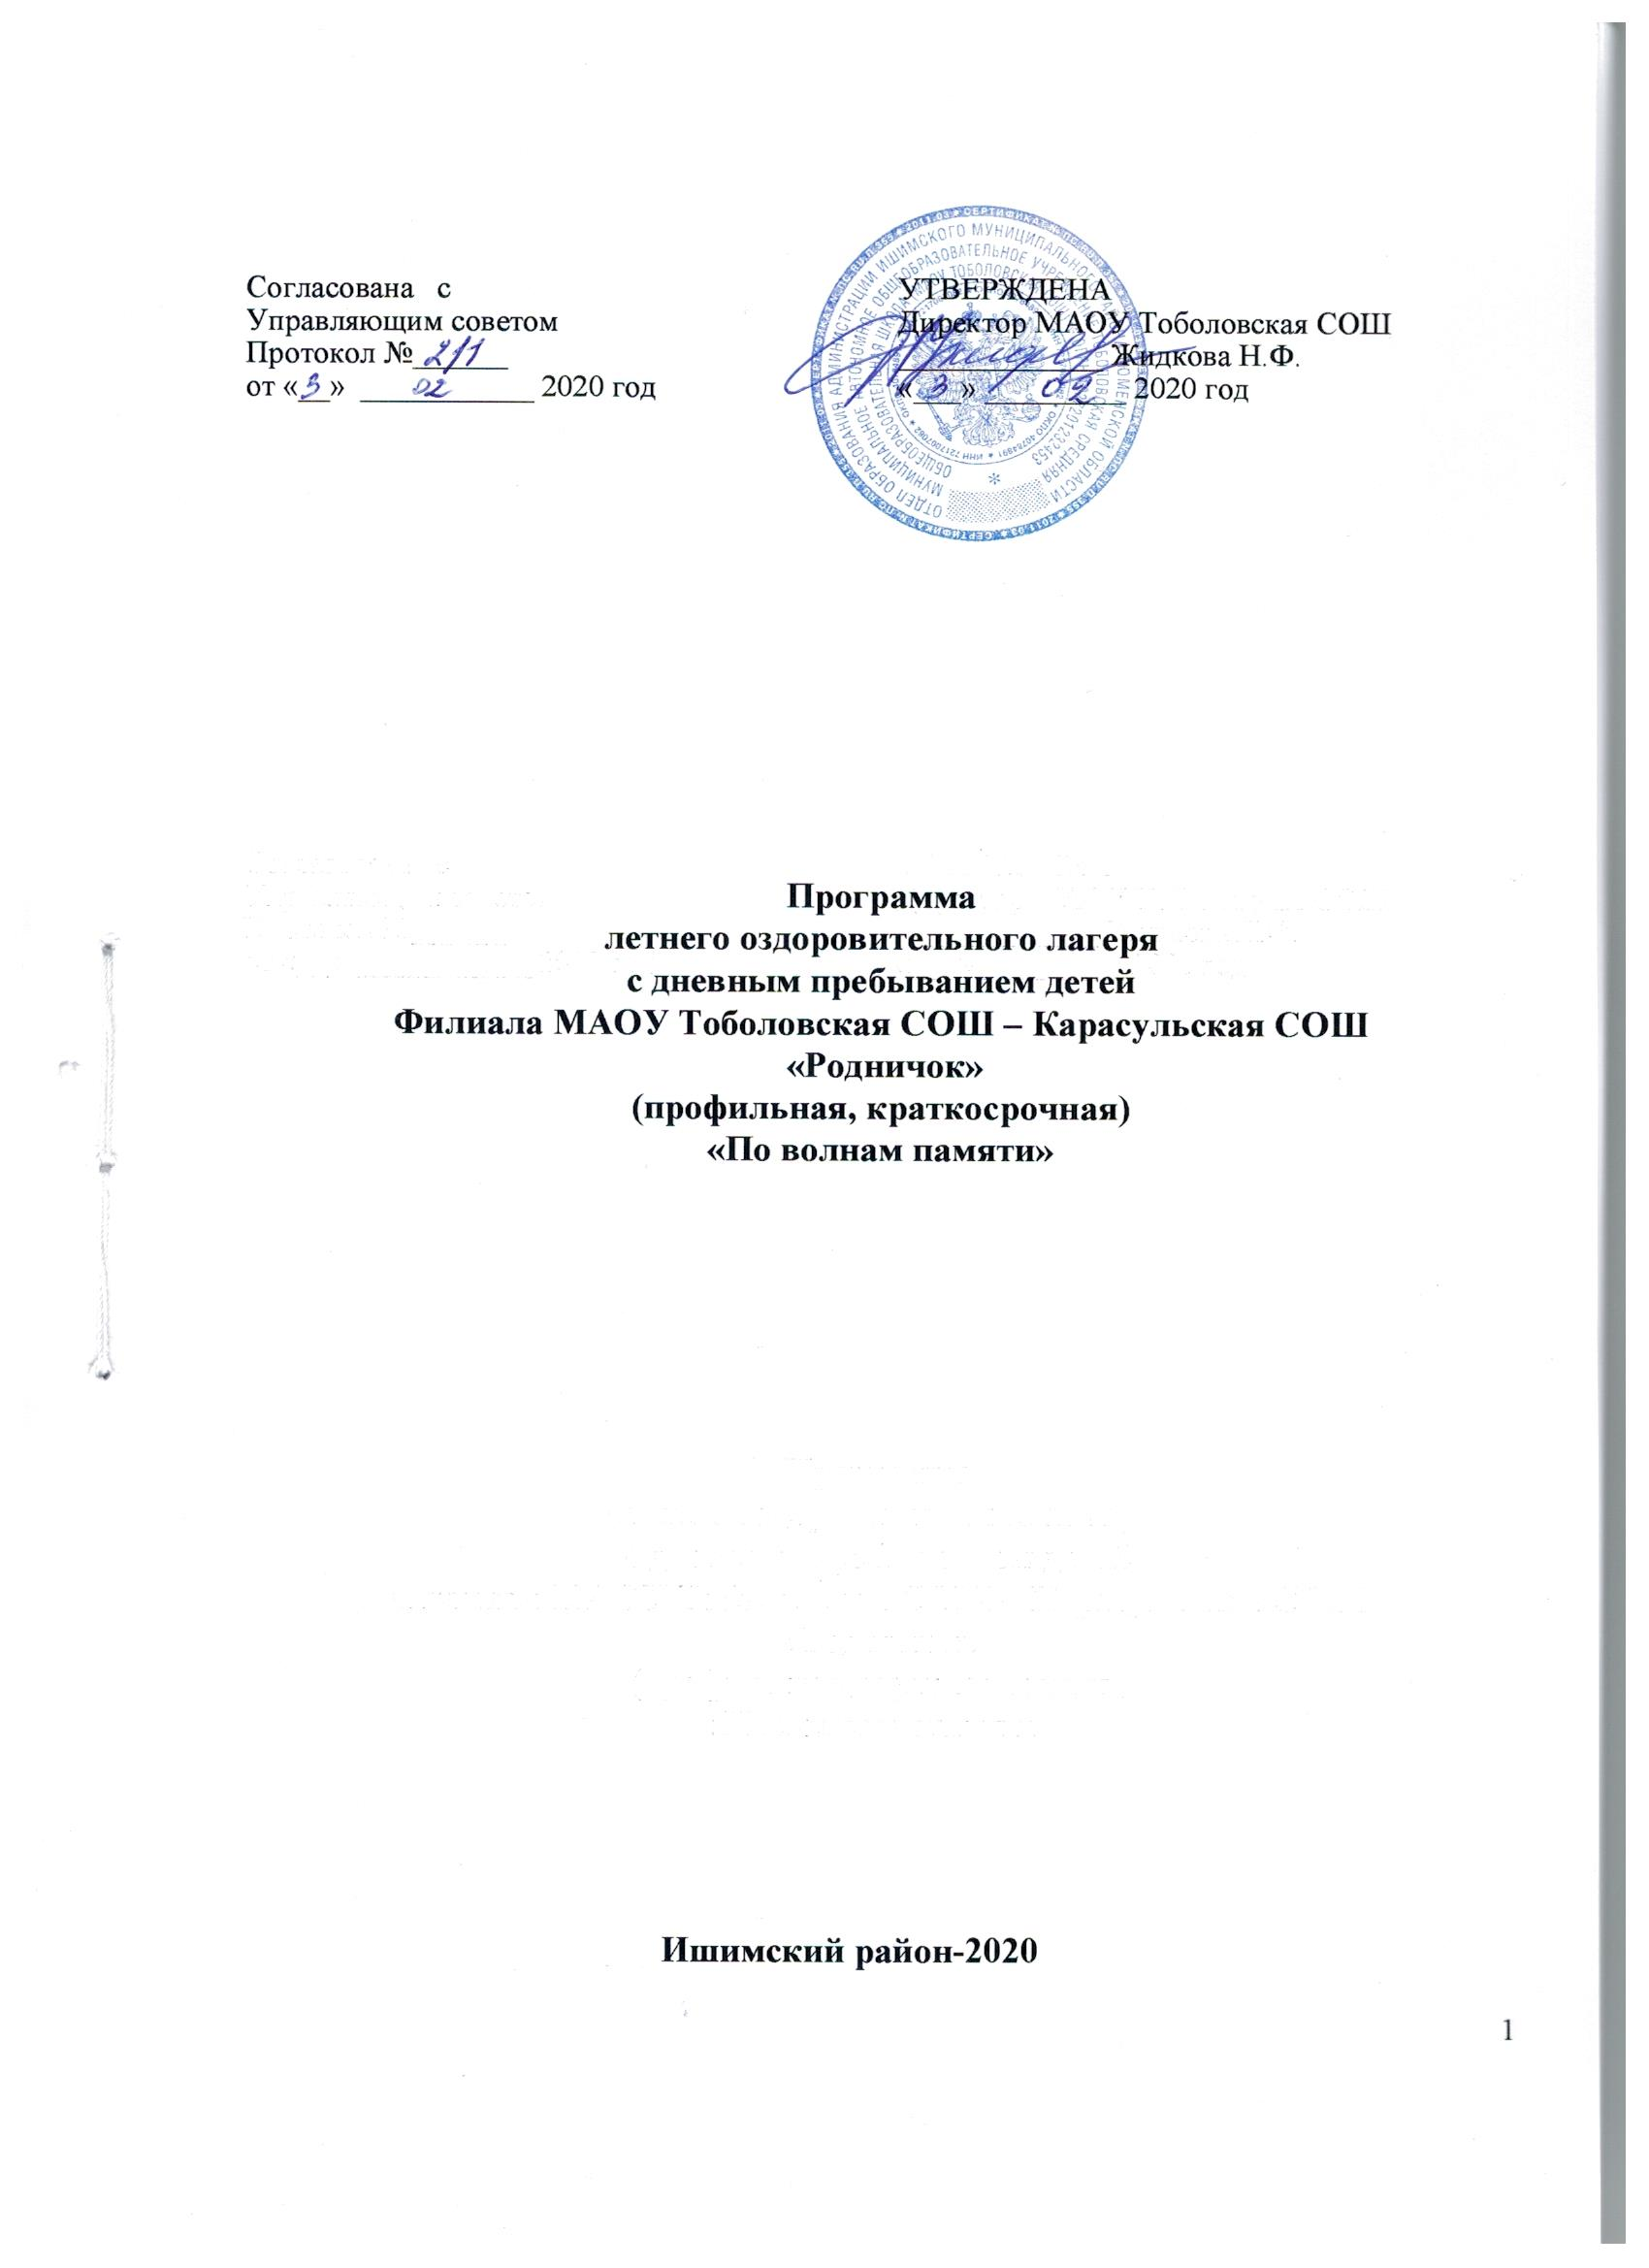 Согласована с
Управляющим советом
Протокол № 2/1
от «3» 02 2020 год
УТВЕРЖДЕНА
Директор МАОУ Тоболовская СОШ
Жидкова Н.Ф.
«3» 02 2020 год
Программа
летнего оздоровительного лагеря
с дневным пребыванием детей
Филиала МАОУ Тоболовская СОШ – Карасульская СОШ
«Родничок»
(профильная, краткосрочная)
«По волнам памяти»
Ишимский район-2020
1